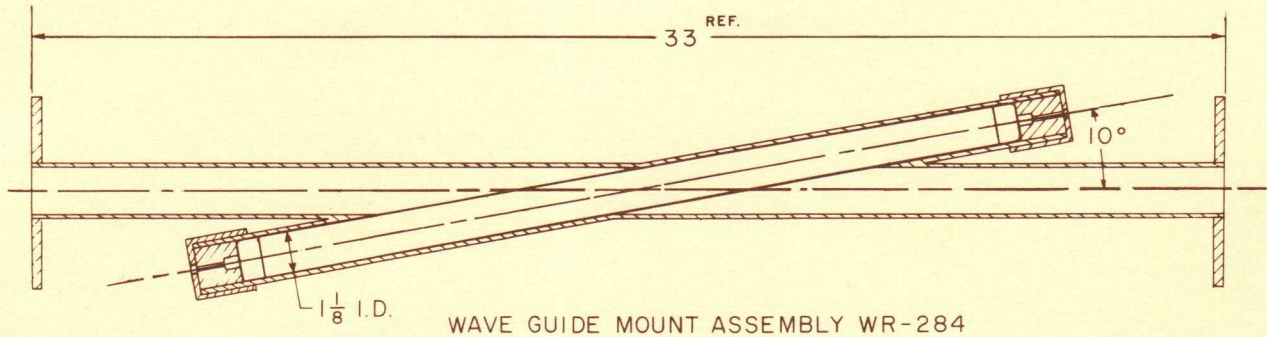 33 REF.
10°
1 1/8 I.D.
WAVE GUIDE MOUNT ASSEMBLY WR-284